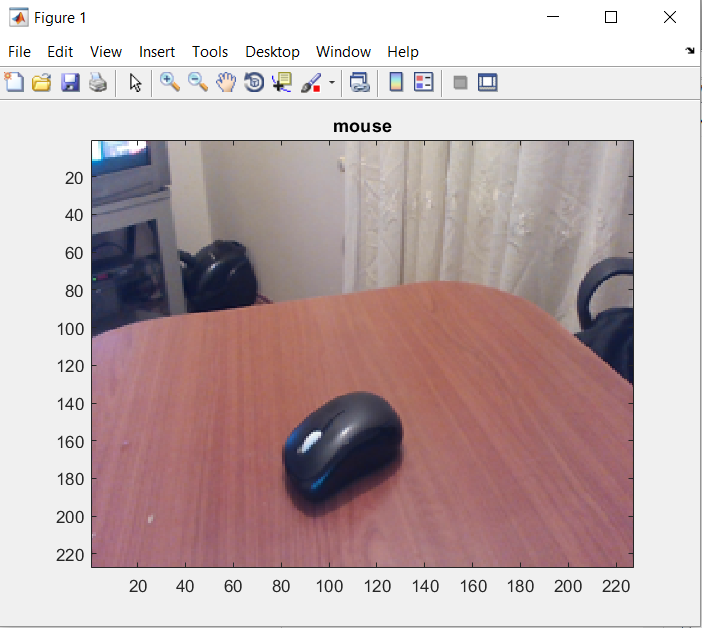 Figure 1
File Edit View Insert Tools Desktop Window Help
mouse
20
40
60
80
100
120
140
160
180
200
220
20 40 60 80 100 120 140 160 180 200 220